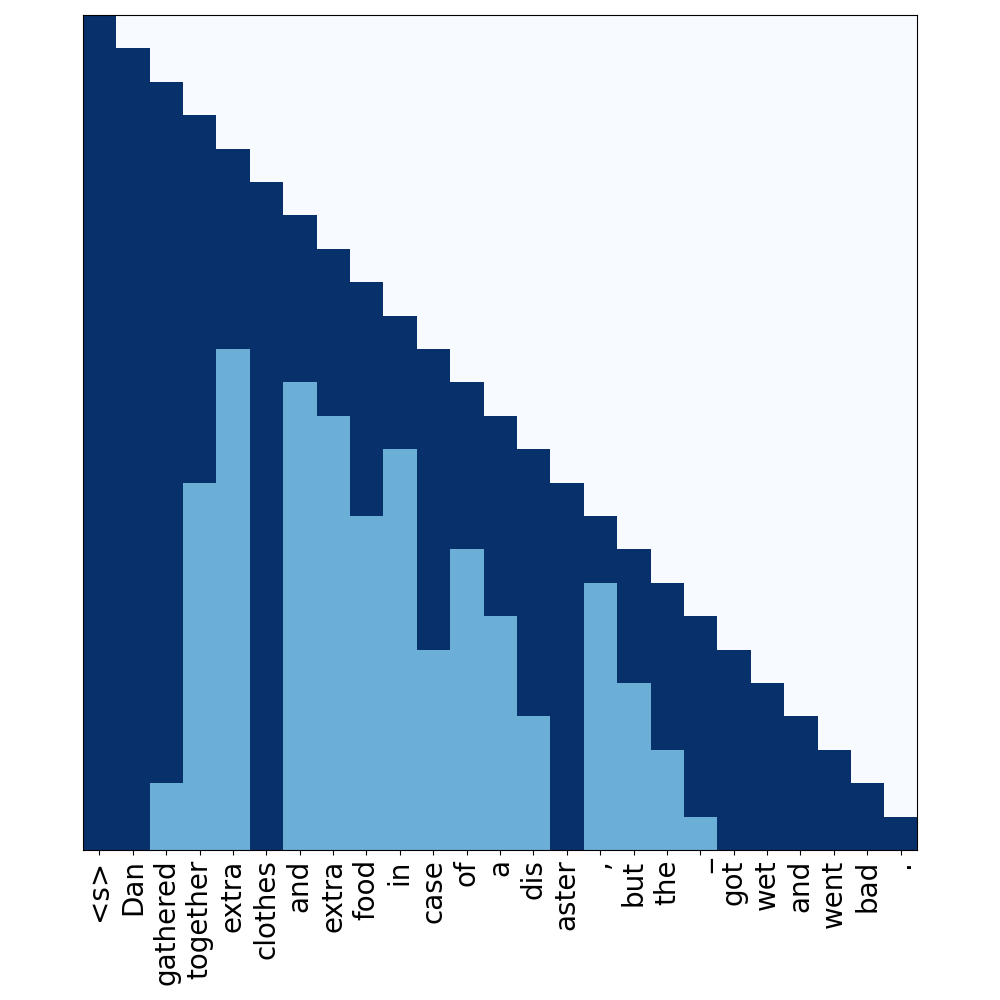 <s> Dan gathered together extra clothes and extra food in case of a dis aster , but the _ got wet and went bad .